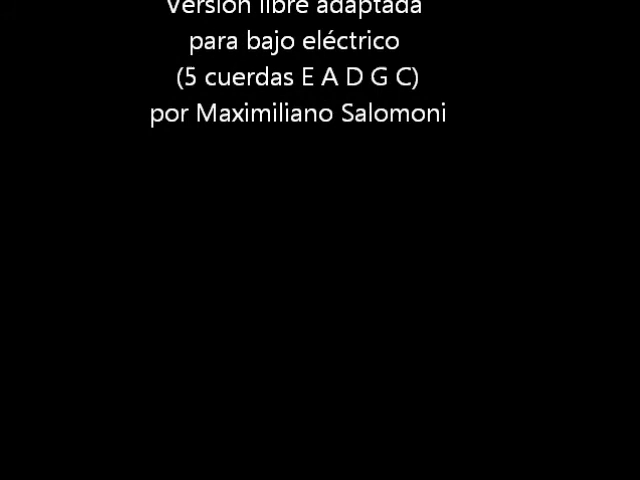 Versión libre adaptada
para bajo eléctrico
(5 cuerdas E A D G C)
por Maximiliano Salomoni